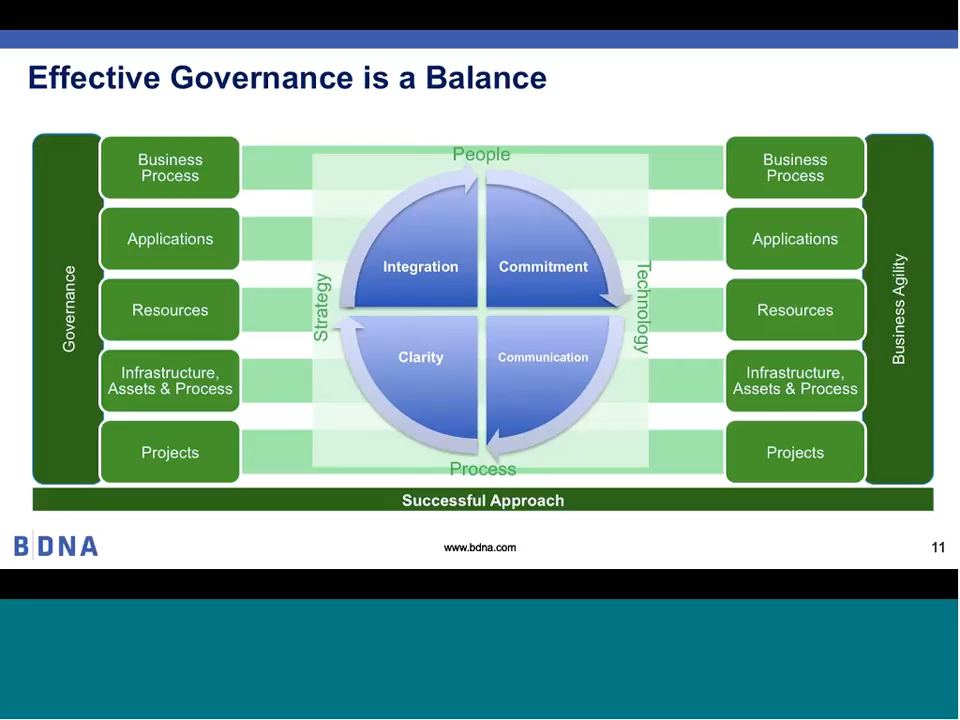 Effective Governance is a Balance
Governance
Business
Process
Applications
Resources
Infrastructure,
Assets & Process
Projects
People
Strategy
Technology
Process
Integration
Commitment
Clarity
Communication
Business
Process
Applications
Resources
Infrastructure,
Assets & Process
Projects
Business Agility
Successful Approach
BDNA
www.bdna.com
11